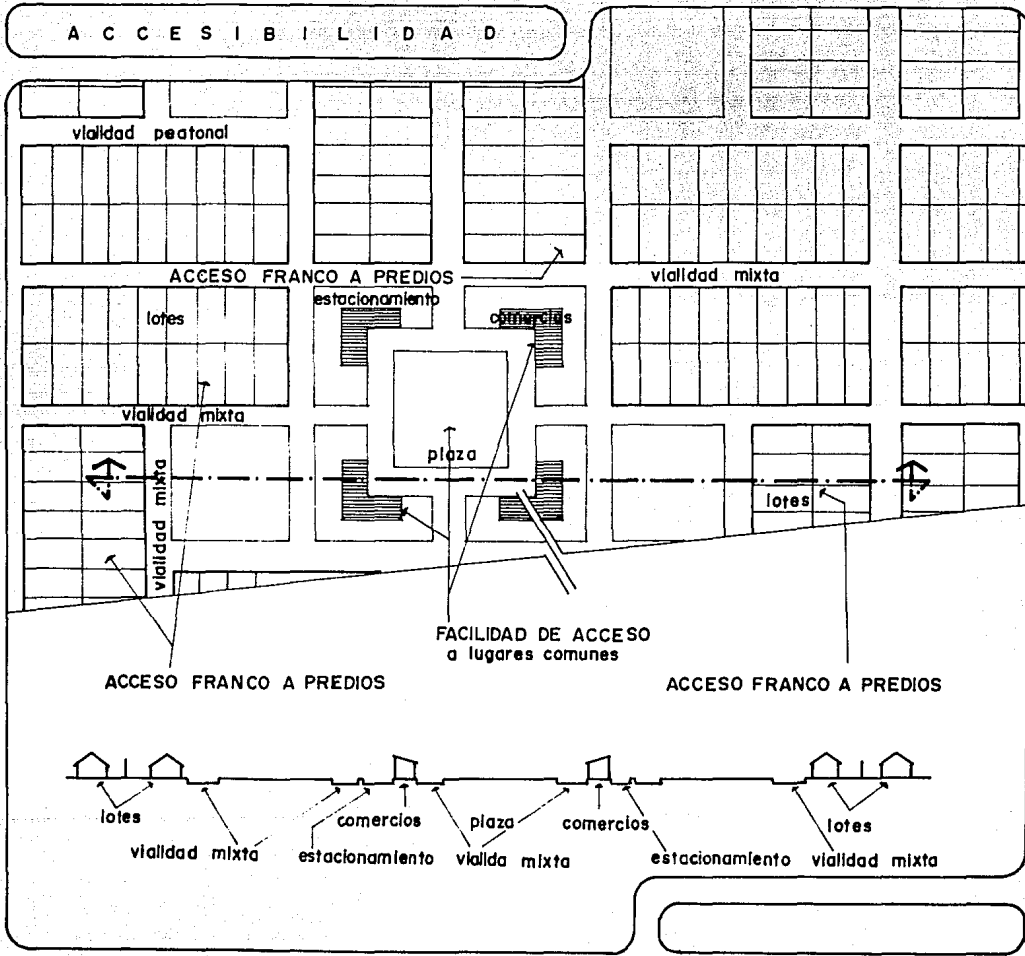 ACCESIBILIDAD
vialidad peatonal
ACCESO FRANCO A PREDIOS
vialidad mixta
estacionamiento
lotes
comercios
vialidad mixta
plaza
vialidad mixta
lotes
FACILIDAD DE ACCESO
a lugares comunes
ACCESO FRANCO A PREDIOS
ACCESO FRANCO A PREDIOS
lotes
comercios
plaza
comercios
lotes
vialidad mixta
estacionamiento
vialida mixta
estacionamiento
vialidad mixta